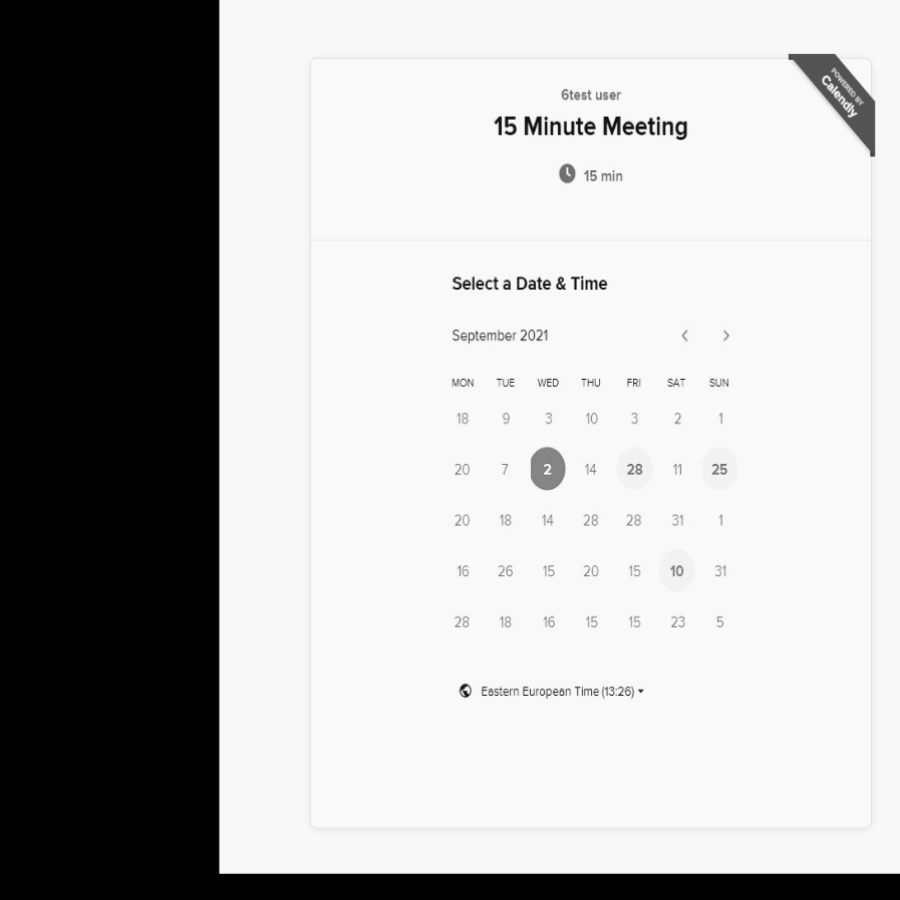 POWERED BY
Calendly
6test user
15 Minute Meeting
15 min
Select a Date & Time
September 2021
MON TUE WED THU FRI SAT SUN
18 9 3 10 3 2 1
20 7 2 14 28 11 25
20 18 14 28 28 31 1
16 26 15 20 15 10 31
28 18 16 15 15 23 5
Eastern European Time (13:26)